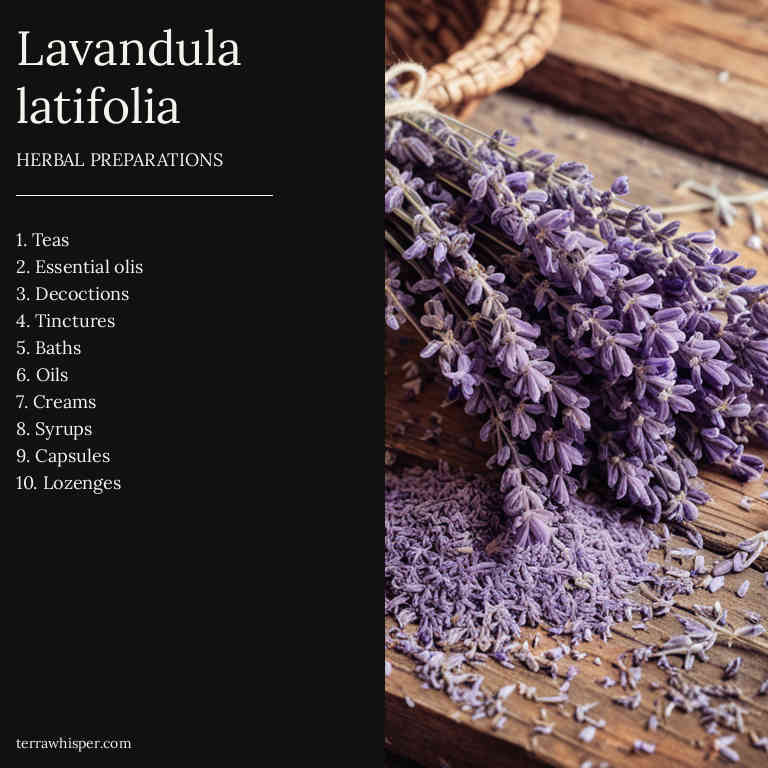 Lavandula
latifolia
HERBAL PREPARATIONS
1. Teas
2. Essential olis
3. Decoctions
4. Tinctures
5. Baths
6. Oils
7. Creams
8. Syrups
9. Capsules
10. Lozenges
terrawhisper.com